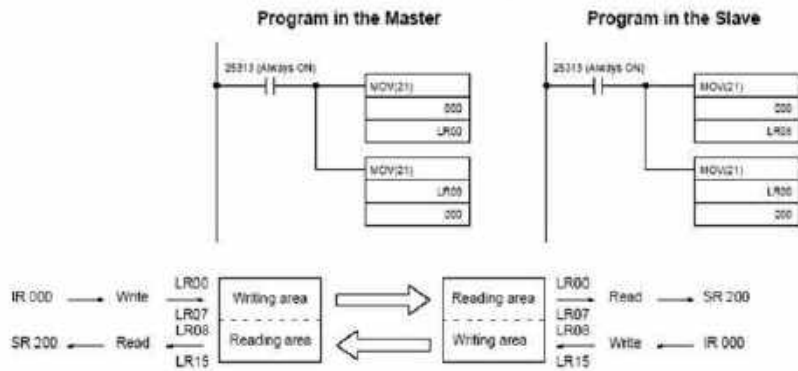 Program in the Master
Program in the Slave
25313 (Always ON)
MOV(21)
000
LR00
MOV(21)
25313 (Always ON)
MOV(21)
000
LR08
MOV(21)
LR00
200
IR 000
Write
LR00
LR07
Writing area
Reading area
LR00
LR07
Read
SR 200
SR 200
Read
LR08
LR15
Reading area
Writing area
LR08
LR15
Write
IR 000